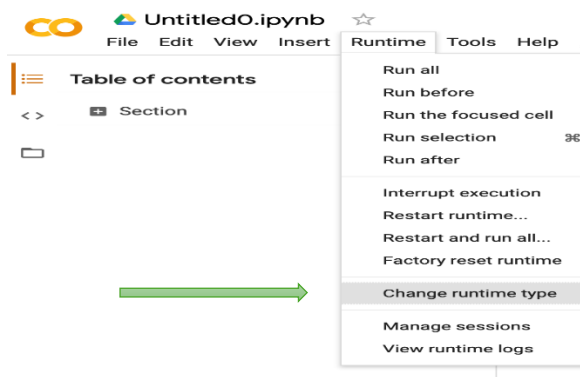 Untitled0.ipynb
File Edit View Insert Runtime Tools Help
Table of contents
< >
Section
Run all
Run before
Run the focused cell
Run selection ⌘
Run after
Interrupt execution
Restart runtime...
Restart and run all...
Factory reset runtime
Change runtime type
Manage sessions
View runtime logs